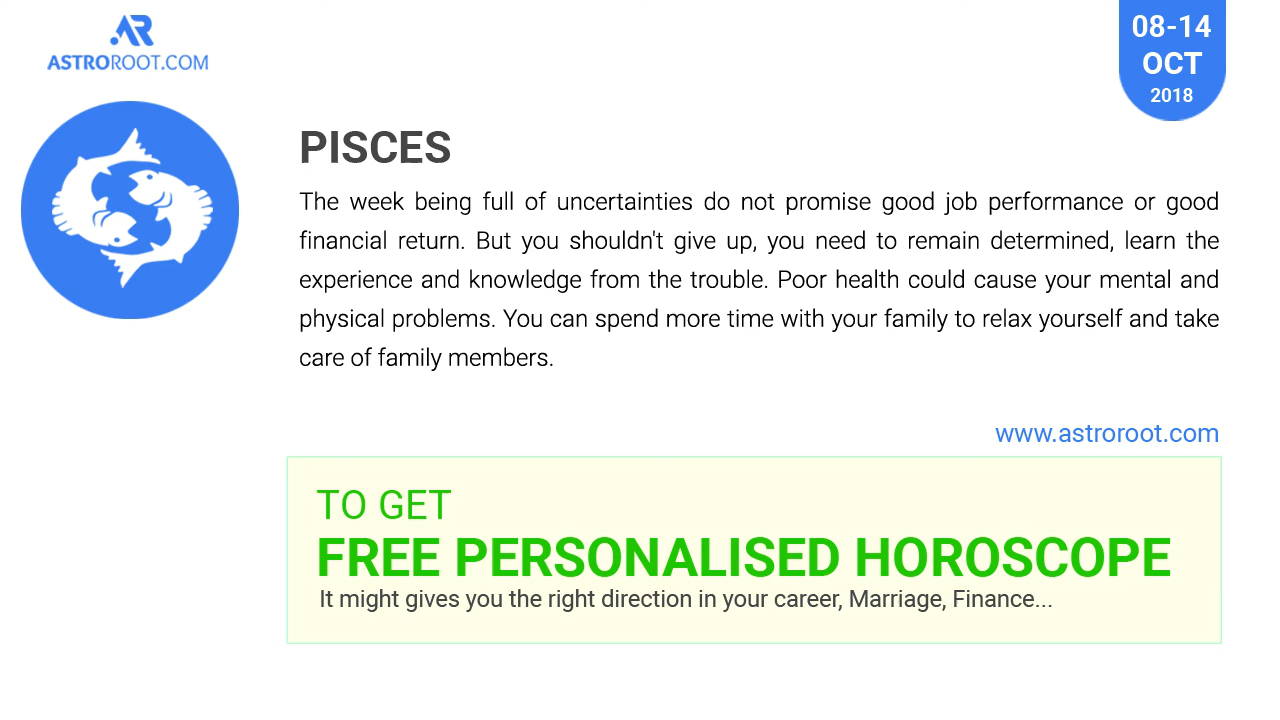 AR
ASTROROOT.COM
08-14
OCT
2018
PISCES
The week being full of uncertainties do not promise good job performance or good
financial return. But you shouldn't give up, you need to remain determined, learn the
experience and knowledge from the trouble. Poor health could cause your mental and
physical problems. You can spend more time with your family to relax yourself and take
care of family members.
www.astroroot.com
TO GET
FREE PERSONALISED HOROSCOPE
It might gives you the right direction in your career, Marriage, Finance...